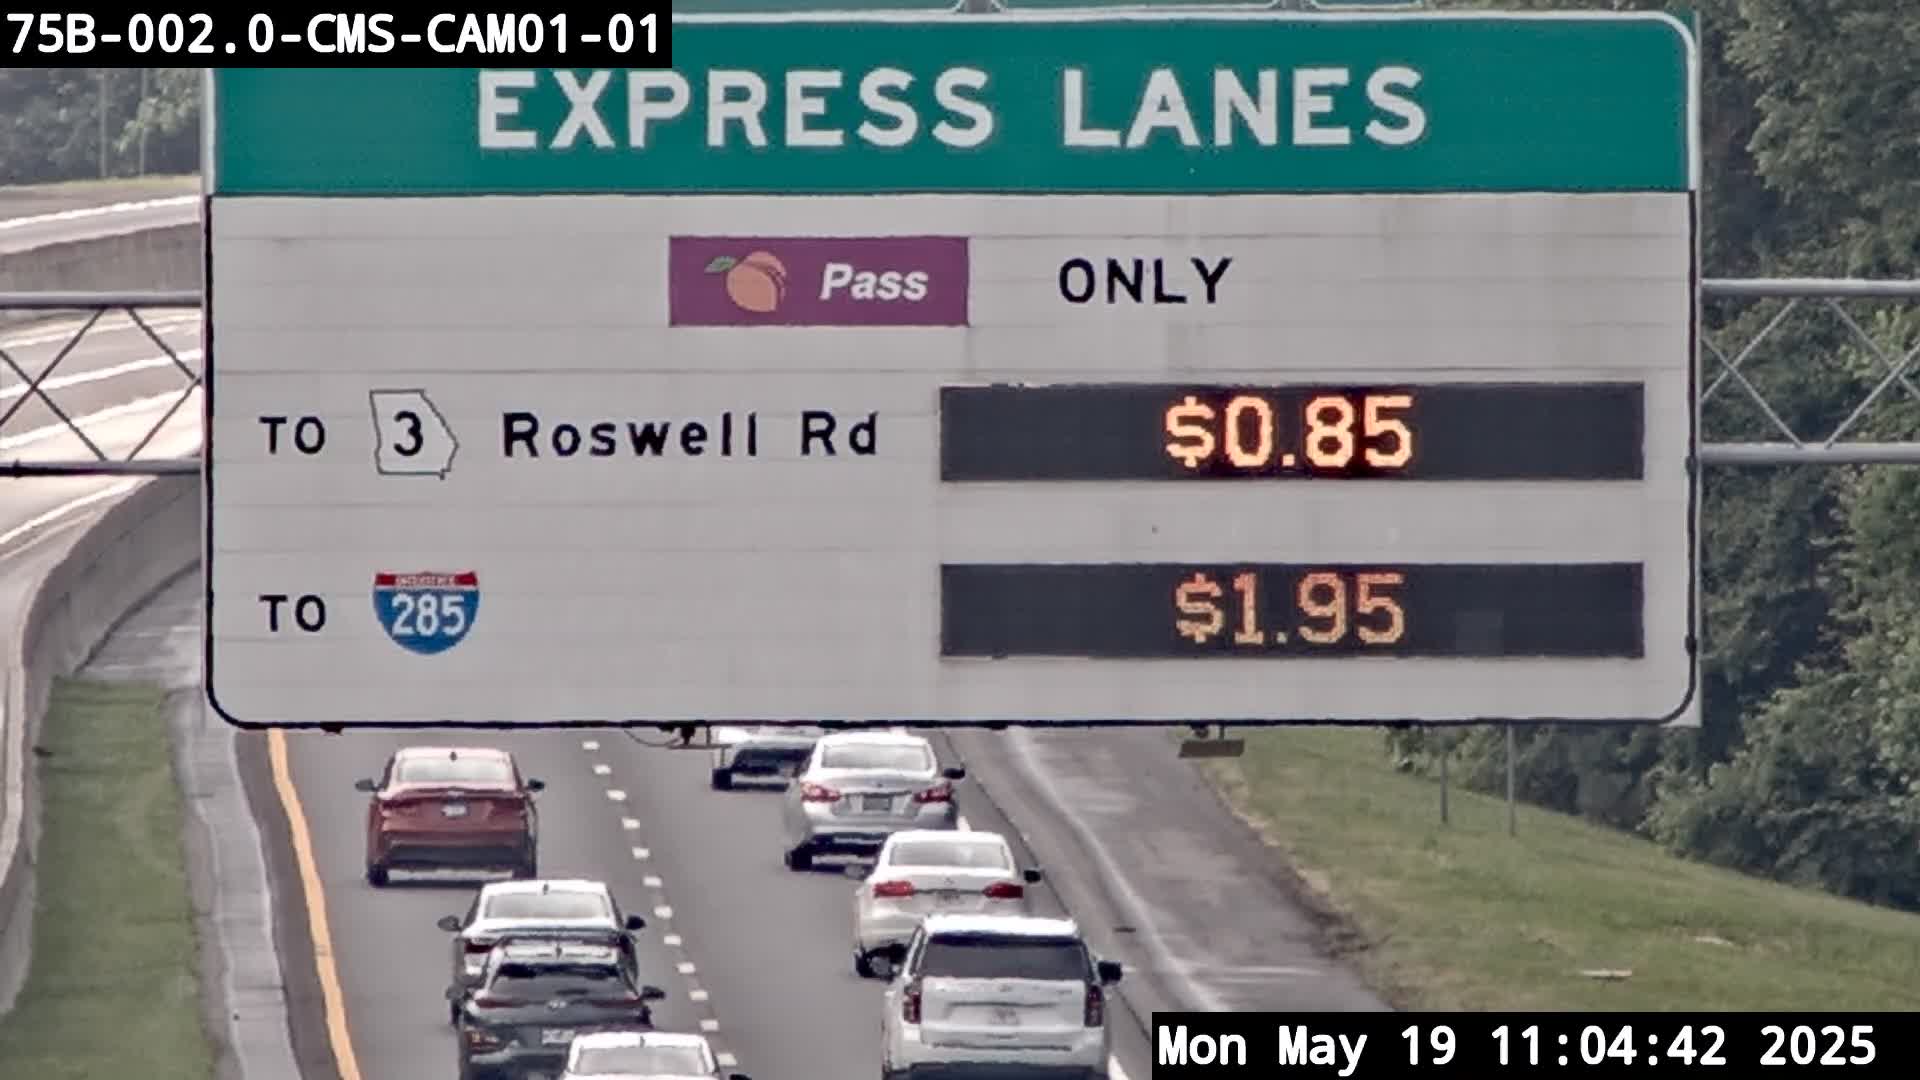 75B-002.0-CMS-CAM01-01
EXPRESS LANES
Pass ONLY
TO 3 Roswell Rd $0.85
TO INTERSTATE 285 $1.95
Mon May 19 11:04:42 2025